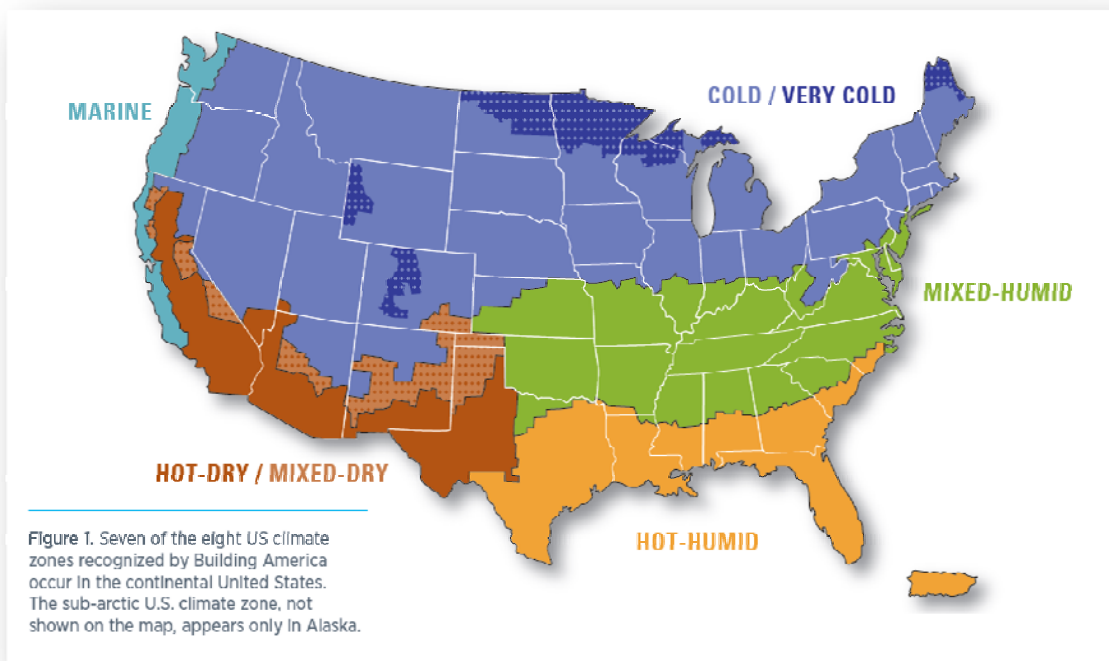 MARINE
COLD / VERY COLD
MIXED-HUMID
HOT-DRY / MIXED-DRY
HOT-HUMID
Figure 1. Seven of the eight US climate
zones recognized by Building America
occur in the continental United States.
The sub-arctic U.S. climate zone, not
shown on the map, appears only in Alaska.